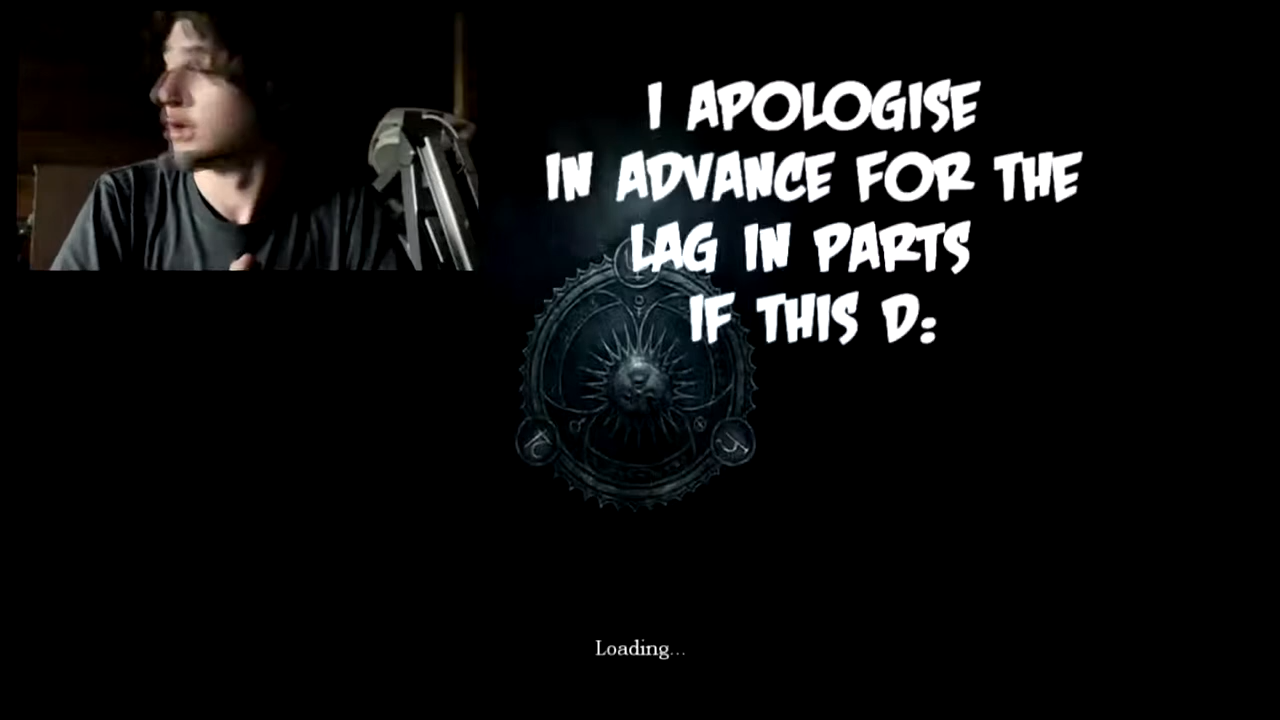 I APOLOGISE
IN ADVANCE FOR THE
LAG IN PARTS
IF THIS D:
Loading...